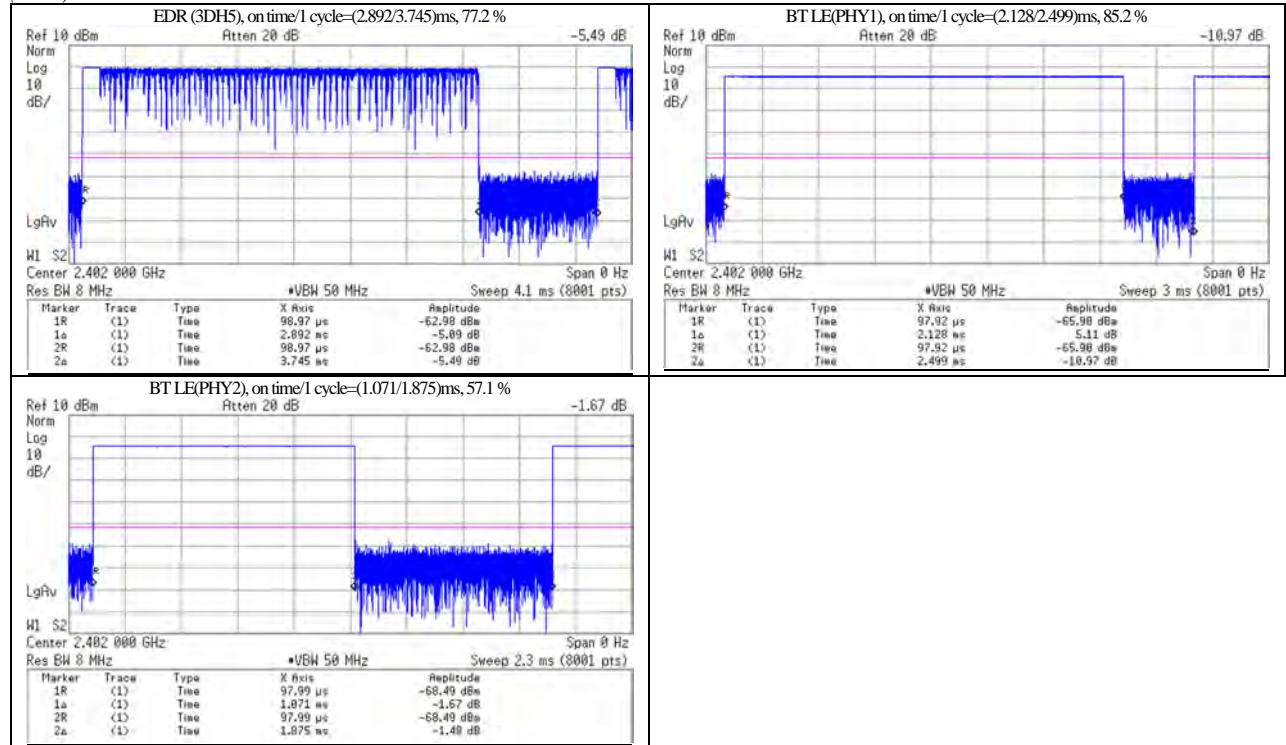 EDR (3DH5), on time/1 cycle=(2.892/3.745)ms, 77.2 %
Ref 10 dBm Atten 20 dB -5.49 dB
Norm
Log
10
dB/
LgAv
W1 S2
Center 2.402 000 GHz Span 0 Hz
Res BW 8 MHz #VBW 50 MHz Sweep 4.1 ms (8001 pts)
Marker Trace Type X Axis Amplitude
1R (1) Time 98.97 µs -62.98 dBm
1Δ (1) Time 2.892 ms -5.09 dB
2R (1) Time 98.97 µs -62.98 dBm
2Δ (1) Time 3.745 ms -5.49 dB
BT LE(PHY1), on time/1 cycle=(2.128/2.499)ms, 85.2 %
Ref 10 dBm Atten 20 dB -10.97 dB
Norm
Log
10
dB/
LgAv
W1 S2
Center 2.402 000 GHz Span 0 Hz
Res BW 8 MHz #VBW 50 MHz Sweep 3 ms (8001 pts)
Marker Trace Type X Axis Amplitude
1R (1) Time 97.92 µs -65.90 dBm
1Δ (1) Time 2.128 ms 5.11 dB
2R (1) Time 97.92 µs -65.90 dBm
2Δ (1) Time 2.499 ms -10.97 dB
BT LE(PHY2), on time/1 cycle=(1.071/1.875)ms, 57.1 %
Ref 10 dBm Atten 20 dB -1.67 dB
Norm
Log
10
dB/
LgAv
W1 S2
Center 2.402 000 GHz Span 0 Hz
Res BW 8 MHz #VBW 50 MHz Sweep 2.3 ms (8001 pts)
Marker Trace Type X Axis Amplitude
1R (1) Time 97.99 µs -68.49 dBm
1Δ (1) Time 1.071 ms -1.67 dB
2R (1) Time 97.99 µs -68.49 dBm
2Δ (1) Time 1.875 ms